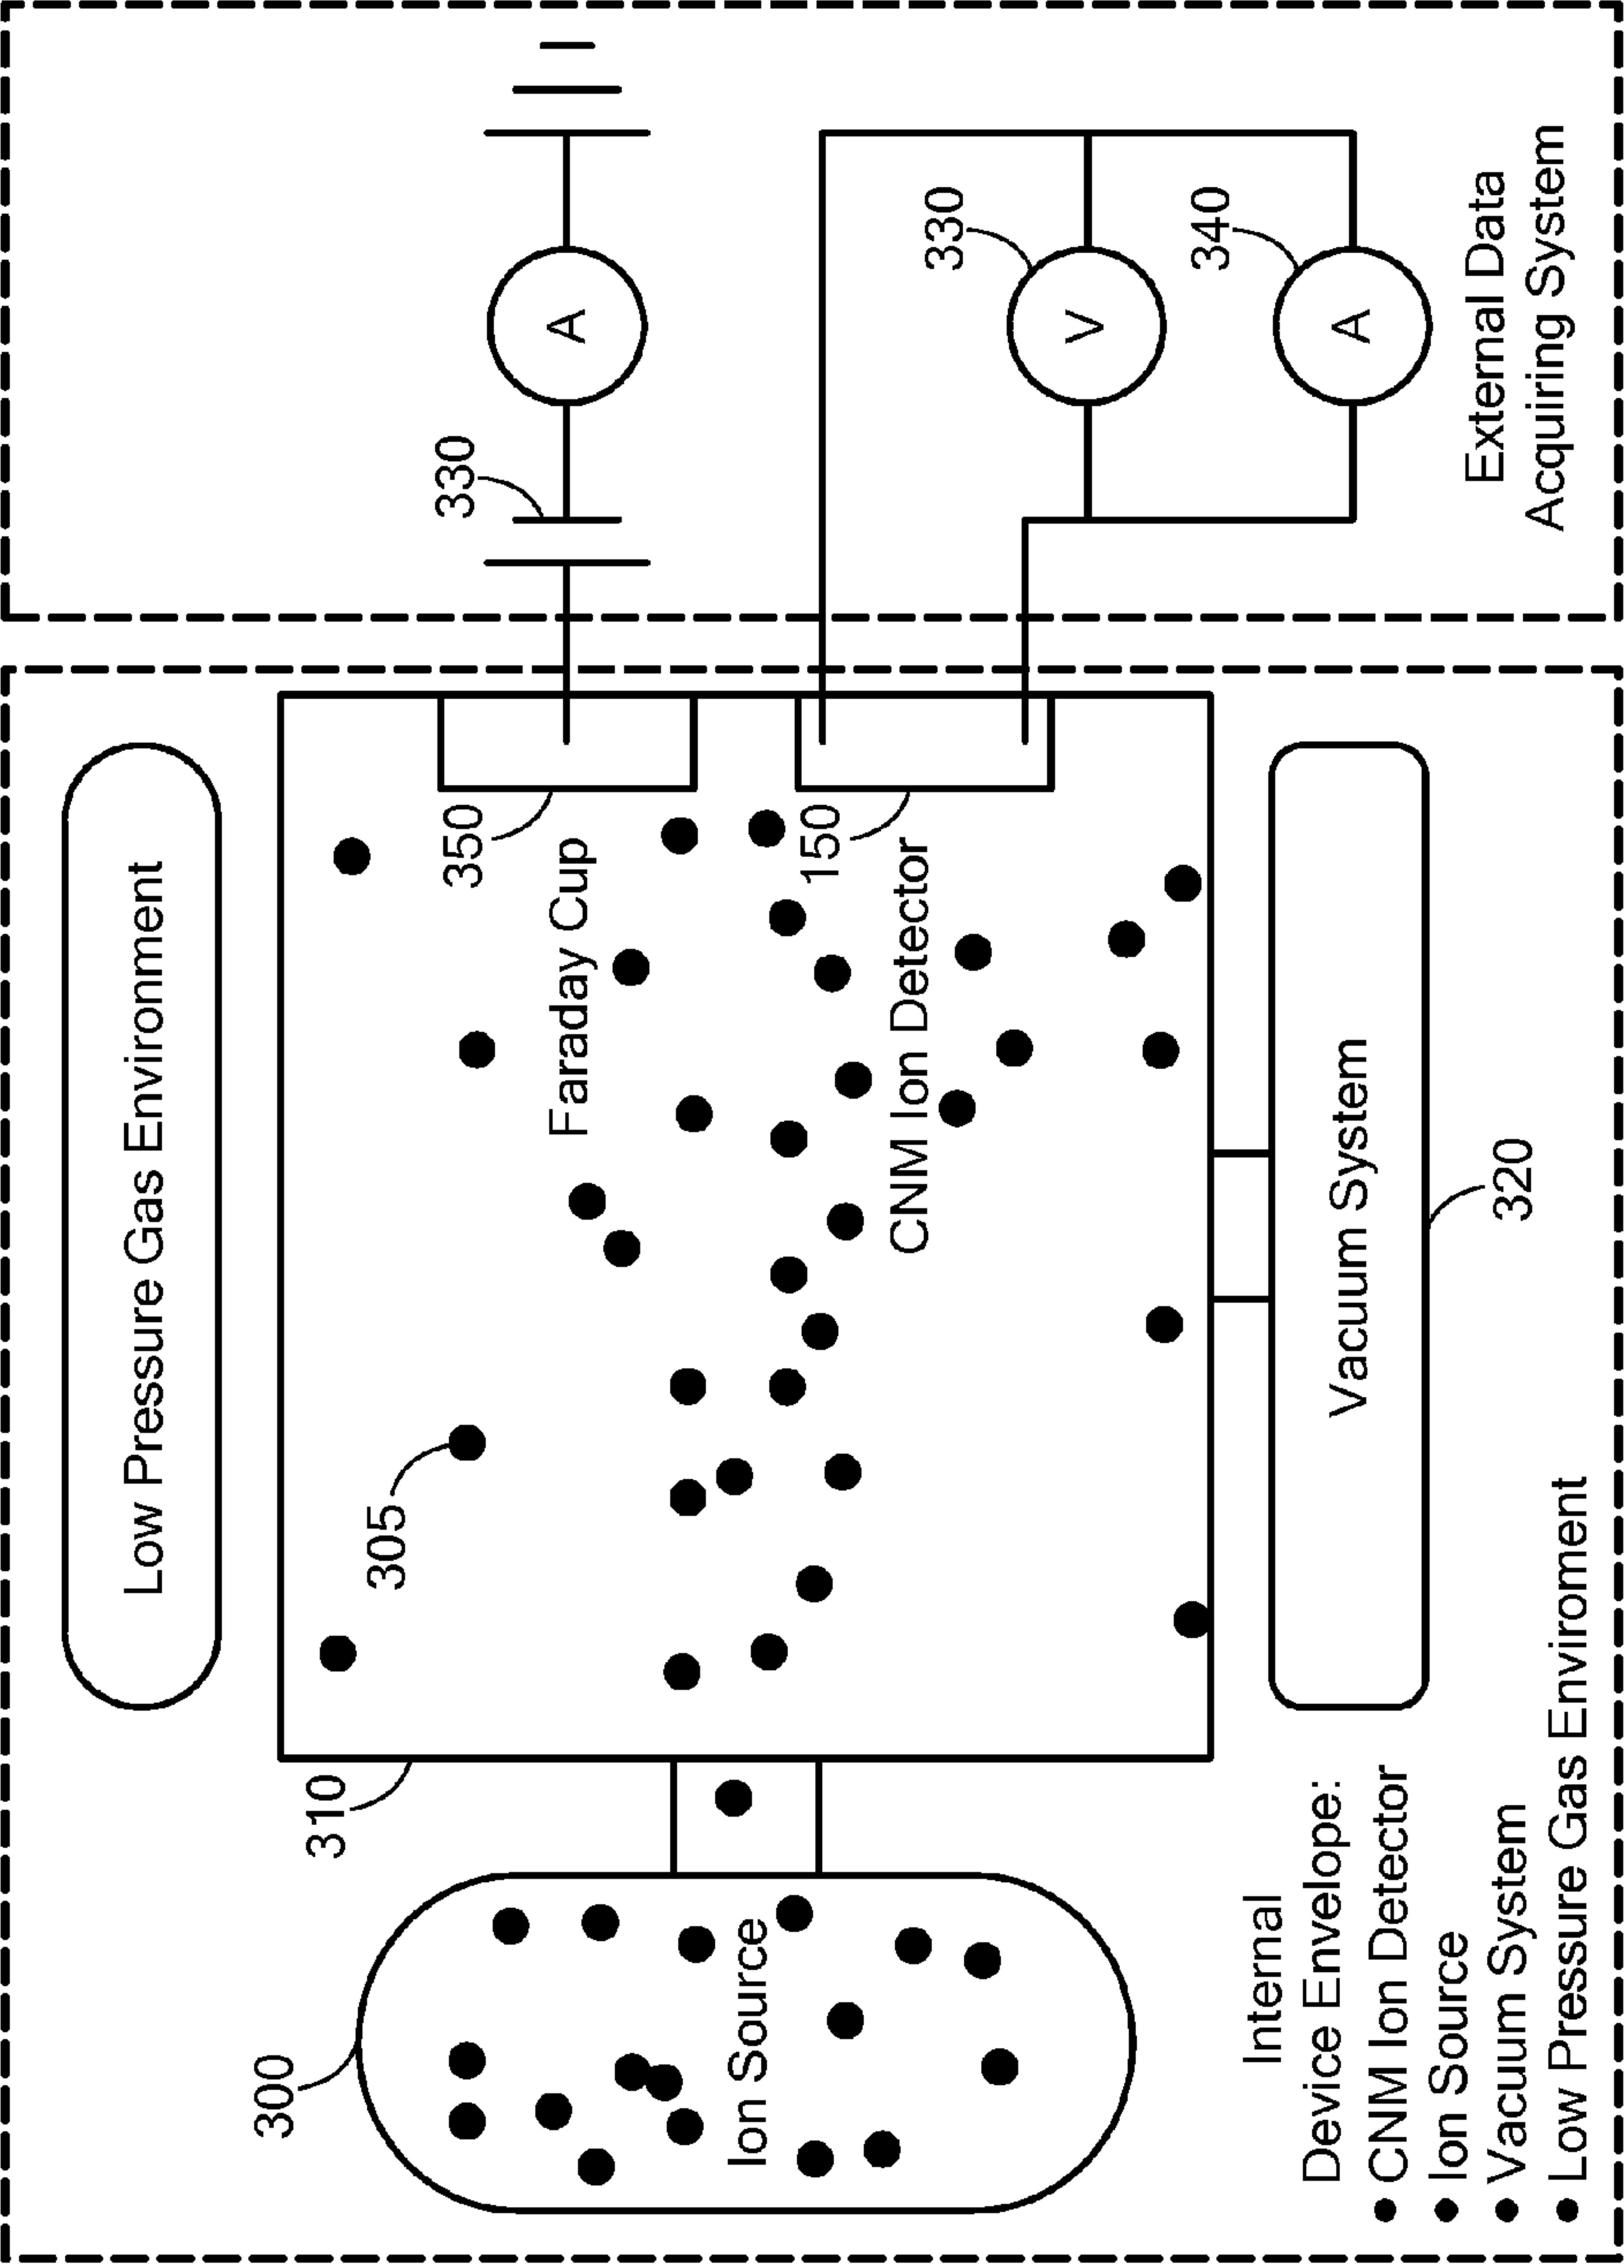 Low Pressure Gas Environment
300
310
305
350
330
A
Ion Source
Faraday Cup
CNM Ion Detector
150
330
V
340
A
Vacuum System
320
Internal
Device Envelope:
• CNM Ion Detector
• Ion Source
• Vacuum System
• Low Pressure Gas Enviroment
External Data
Acquiring System